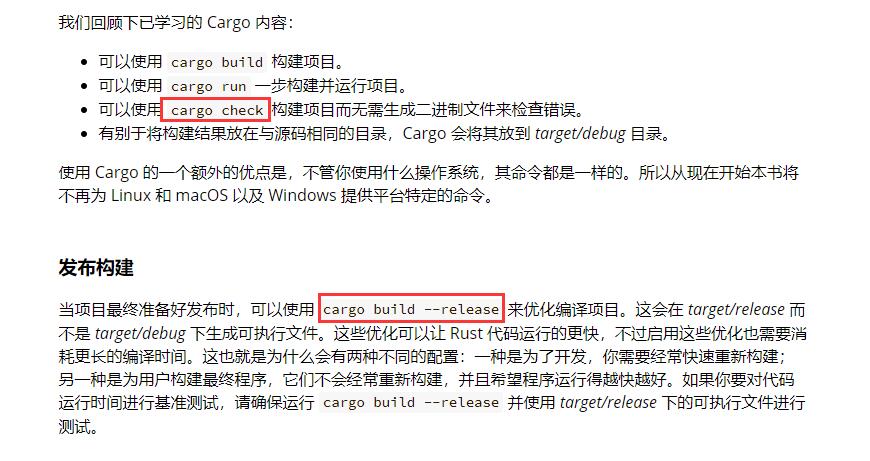 我们回顾下已学习的 Cargo 内容：
• 可以使用 cargo build 构建项目。
• 可以使用 cargo run 一步构建并运行项目。
• 可以使用 cargo check 构建项目而无需生成二进制文件来检查错误。
• 有别于将构建结果放在与源码相同的目录，Cargo 会将其放到 target/debug 目录。
使用 Cargo 的一个额外的优点是，不管你使用什么操作系统，其命令都是一样的。所以从现在开始本书将
不再为 Linux 和 macOS 以及 Windows 提供平台特定的命令。
发布构建
当项目最终准备好发布时，可以使用 cargo build --release 来优化编译项目。这会在 target/release 而
不是 target/debug 下生成可执行文件。这些优化可以让 Rust 代码运行的更快，不过启用这些优化也需要消
耗更长的编译时间。这也就是为什么会有两种不同的配置：一种是为了开发，你需要经常快速重新构建；
另一种是为用户构建最终程序，它们不会经常重新构建，并且希望程序运行得越快越好。如果你要对代码
运行时间进行基准测试，请确保运行 cargo build --release 并使用 target/release 下的可执行文件进行
测试。